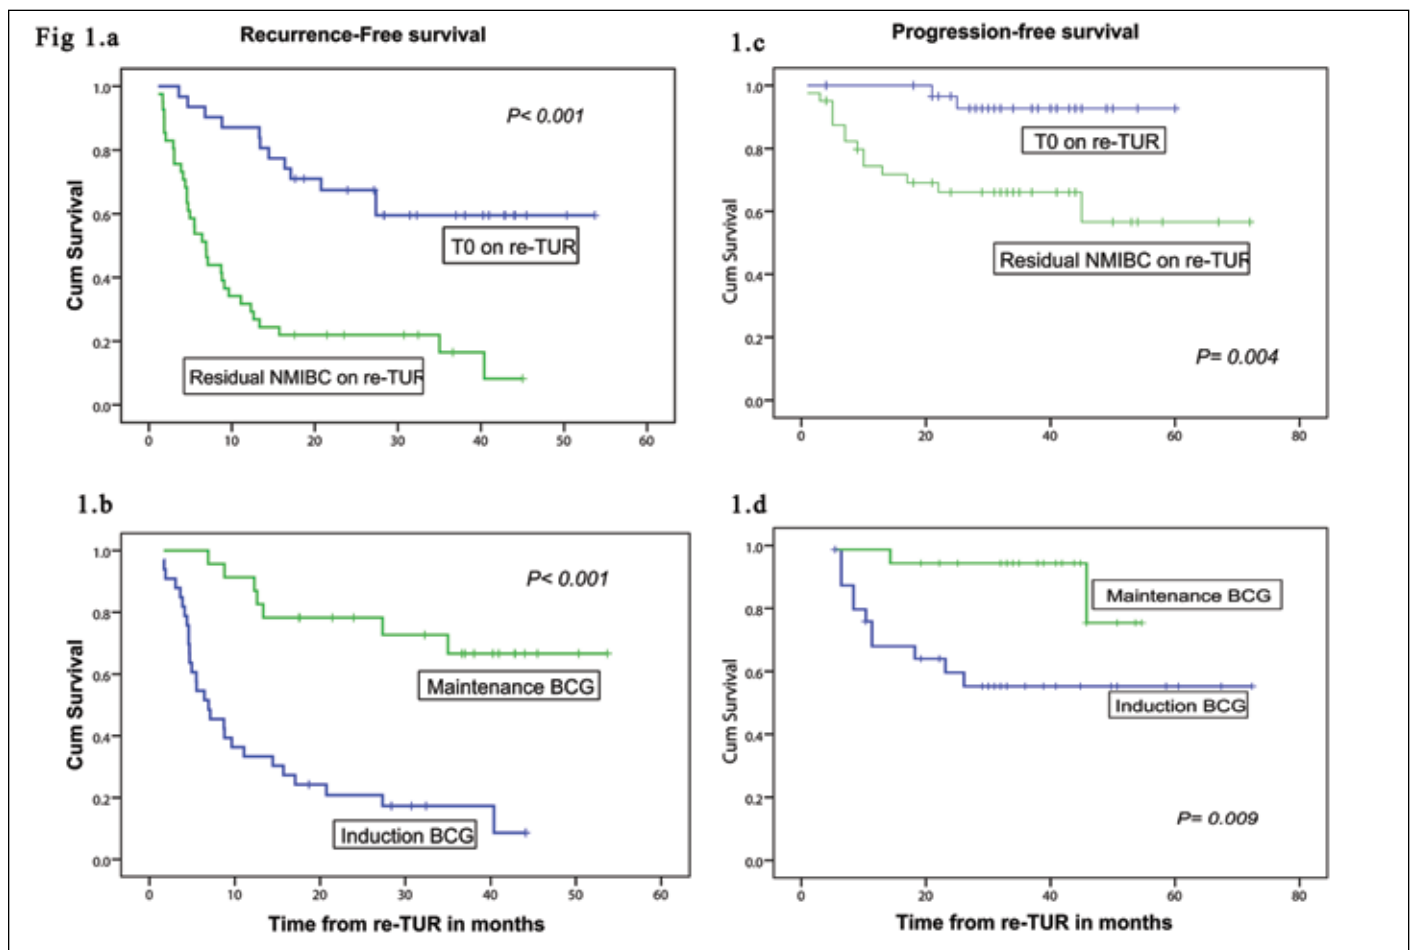 Fig 1.a
Recurrence-Free survival
1.0
0.8
0.6
0.4
0.2
0.0
Cum Survival
P< 0.001
T0 on re-TUR
Residual NMIBC on re-TUR
0 10 20 30 40 50 60
1.c
Progression-free survival
1.0
0.8
0.6
0.4
0.2
0.0
Cum Survival
T0 on re-TUR
Residual NMIBC on re-TUR
P= 0.004
0 20 40 60 80
1.b
1.0
0.8
0.6
0.4
0.2
0.0
Cum Survival
P< 0.001
Maintenance BCG
Induction BCG
0 10 20 30 40 50 60
Time from re-TUR in months
1.d
1.0
0.8
0.6
0.4
0.2
0.0
Cum Survival
Maintenance BCG
Induction BCG
P= 0.009
0 20 40 60 80
Time from re-TUR in months